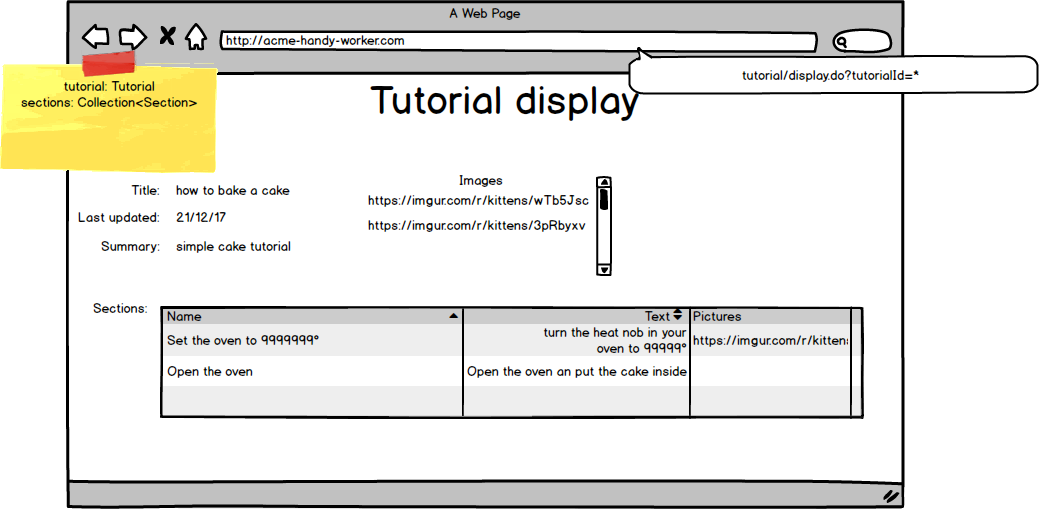 A Web Page
http://acme-handy-worker.com
tutorial/display.do?tutorialId=*
tutorial: Tutorial
sections: Collection<Section>
Tutorial display
Title: how to bake a cake
Last updated: 21/12/17
Summary: simple cake tutorial
Images
https://imgur.com/r/kittens/wTb5Jsc
https://imgur.com/r/kittens/3pRbyxv
Sections:
Name Text Pictures
Set the oven to 9999999° turn the heat nob in your
oven to 99999° https://imgur.com/r/kittens
Open the oven Open the oven an put the cake inside